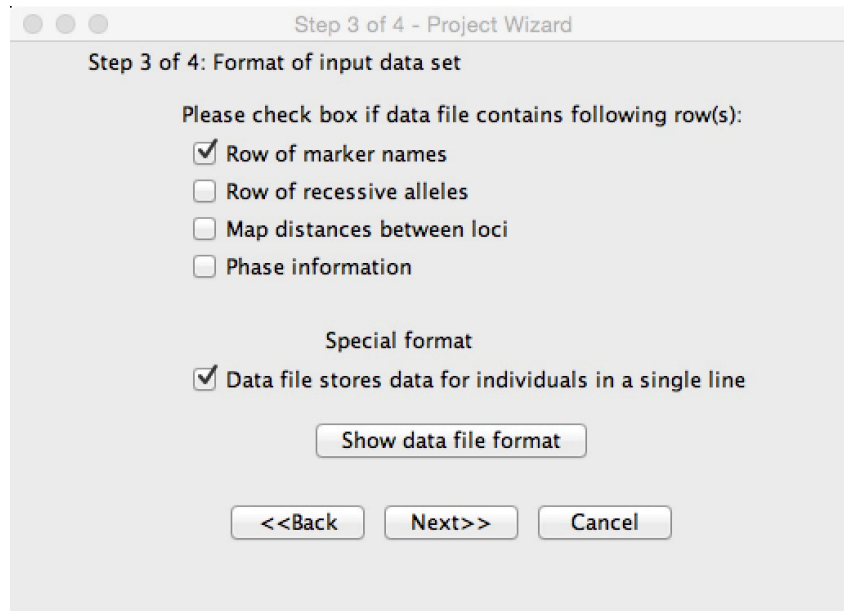 Step 3 of 4 - Project Wizard
Step 3 of 4: Format of input data set
Please check box if data file contains following row(s):
Row of marker names
Row of recessive alleles
Map distances between loci
Phase information
Special format
Data file stores data for individuals in a single line
Show data file format
<<Back Next>> Cancel